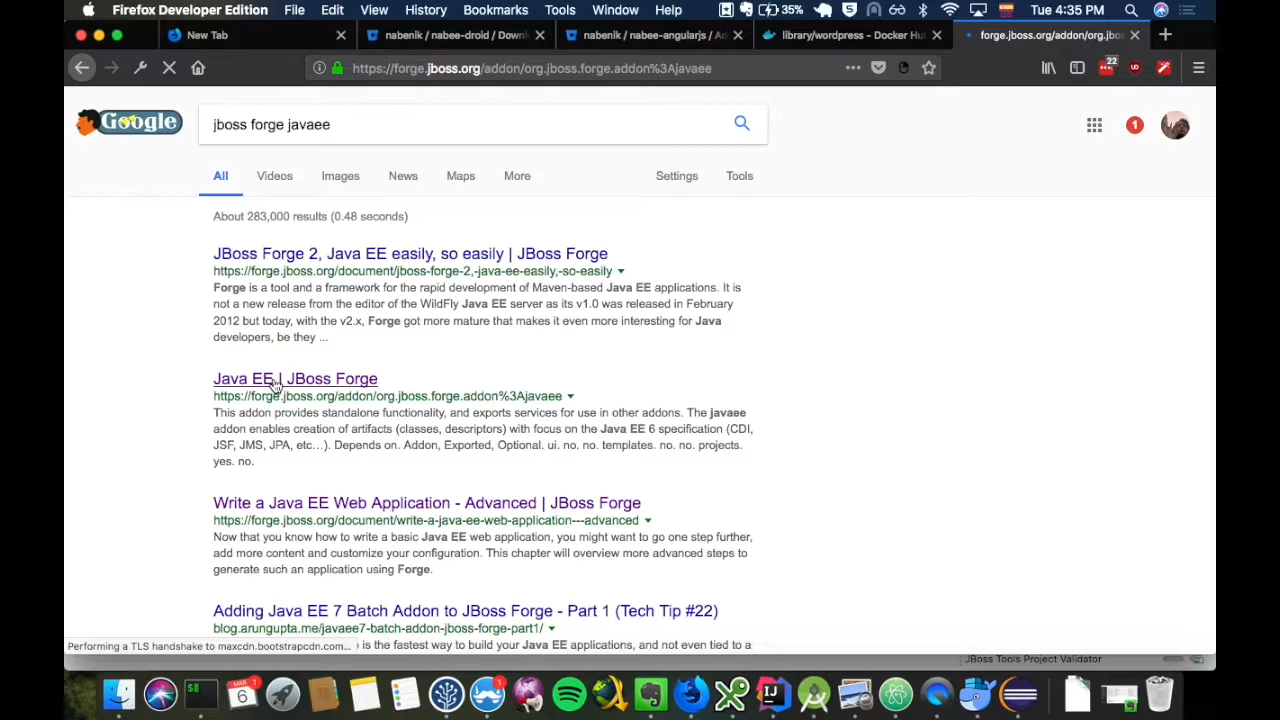 Firefox Developer Edition File Edit View History Bookmarks Tools Window Help 35% Tue 4:35 PM
New Tab nabenik / nabee-droid / Downl nabenik / nabee-angularjs / Ad library/wordpress - Docker Hu forge.jboss.org/addon/org.jbo
https://forge.jboss.org/addon/org.jboss.forge.addon%3Ajavaee 22
Google jboss forge javaee 1
All Videos Images News Maps More Settings Tools
About 283,000 results (0.48 seconds)
JBoss Forge 2, Java EE easily, so easily | JBoss Forge
https://forge.jboss.org/document/jboss-forge-2,-java-ee-easily,-so-easily
Forge is a tool and a framework for the rapid development of Maven-based Java EE applications. It is
not a new release from the editor of the WildFly Java EE server as its v1.0 was released in February
2012 but today, with the v2.x, Forge got more mature that makes it even more interesting for Java
developers, be they ...
Java EE | JBoss Forge
https://forge.jboss.org/addon/org.jboss.forge.addon%3Ajavaee
This addon provides standalone functionality, and exports services for use in other addons. The javaee
addon enables creation of artifacts (classes, descriptors) with focus on the Java EE 6 specification (CDI,
JSF, JMS, JPA, etc...). Depends on. Addon, Exported, Optional. ui. no. no. templates. no. no. projects.
yes. no.
Write a Java EE Web Application - Advanced | JBoss Forge
https://forge.jboss.org/document/write-a-java-ee-web-application---advanced
Now that you know how to write a basic Java EE web application, you might want to go one step further,
add more content and customize your configuration. This chapter will overview more advanced steps to
generate such an application using Forge.
Adding Java EE 7 Batch Addon to JBoss Forge - Part 1 (Tech Tip #22)
blog.arungupta.me/javaee7-batch-addon-jboss-forge-part1/
Performing a TLS handshake to maxcdn.bootstrapcdn.com... is the fastest way to build your Java EE applications, and not even tied to a
JBoss Tools Project Validator
MAR 1
6
1